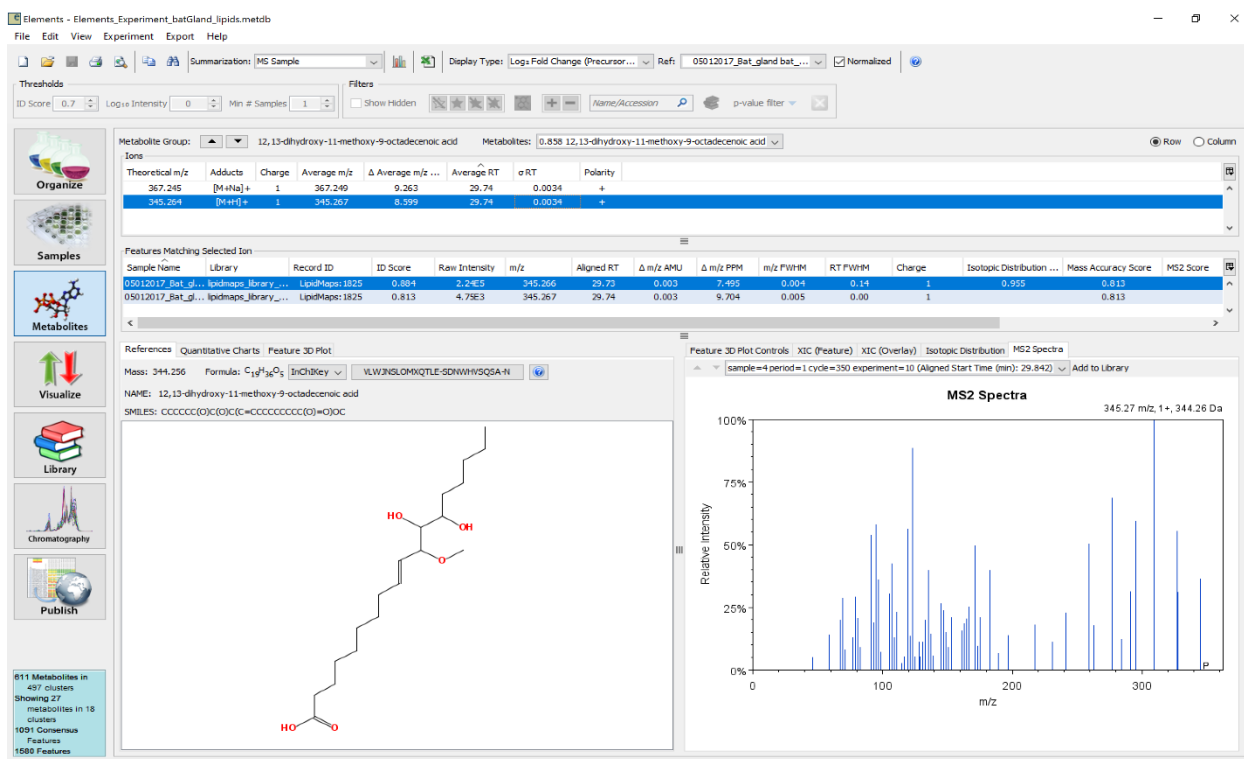 Elements - Elements_Experiment_batGland_lipids.metdb
File Edit View Experiment Export Help
Summarization: MS Sample Display Type: Log₂ Fold Change (Precursor... Ref: 05012017_Bat_gland bat_... Normalized
Thresholds
Filters
ID Score 0.7 Log₁₀ Intensity 0 Min # Samples 1 Show Hidden Name/Accession p-value filter
Organize
Samples
Metabolites
Visualize
Library
Chromatography
Publish
611 Metabolites in
497 clusters
Showing 27
metabolites in 18
clusters
1091 Consensus
Features
1580 Features
Metabolite Group: 12,13-dihydroxy-11-methoxy-9-octadecenoic acid Metabolites: 0.858 12,13-dihydroxy-11-methoxy-9-octadecenoic acid Row Column
Ions
Theoretical m/z Adducts Charge Average m/z Δ Average m/z ... Average RT σ RT Polarity
367.245 [M+Na]+ 1 367.249 9.263 29.74 0.0034 +
345.264 [M+H]+ 1 345.267 8.599 29.74 0.0034 +
Features Matching Selected Ion
Sample Name Library Record ID ID Score Raw Intensity m/z Aligned RT Δ m/z AMU Δ m/z PPM m/z FWHM RT FWHM Charge Isotopic Distribution ... Mass Accuracy Score MS2 Score
05012017_Bat_gl... lipidmaps_library_... LipidMaps:1825 0.884 2.24E5 345.266 29.73 0.003 7.495 0.004 0.14 1 0.955 0.813
05012017_Bat_gl... lipidmaps_library_... LipidMaps:1825 0.813 4.75E3 345.267 29.74 0.003 9.704 0.005 0.00 1 0.813
References Quantitative Charts Feature 3D Plot
Mass: 344.256 Formula: C₁₉H₃₆O₅ InChIKey VLWJNSLOMXQTLE-SDNWHVSQSA-N
NAME: 12,13-dihydroxy-11-methoxy-9-octadecenoic acid
SMILES: CCCCCC(O)C(O)C(C=CCCCCCCCC(O)=O)OC
HO
OH
O
HO
O
Feature 3D Plot Controls XIC (Feature) XIC (Overlay) Isotopic Distribution MS2 Spectra
sample=4 period=1 cycle=350 experiment=10 (Aligned Start Time (min): 29.842) Add to Library
MS2 Spectra
345.27 m/z, 1+, 344.26 Da
100%
75%
50%
25%
0%
Relative Intensity
P
0 100 200 300
m/z